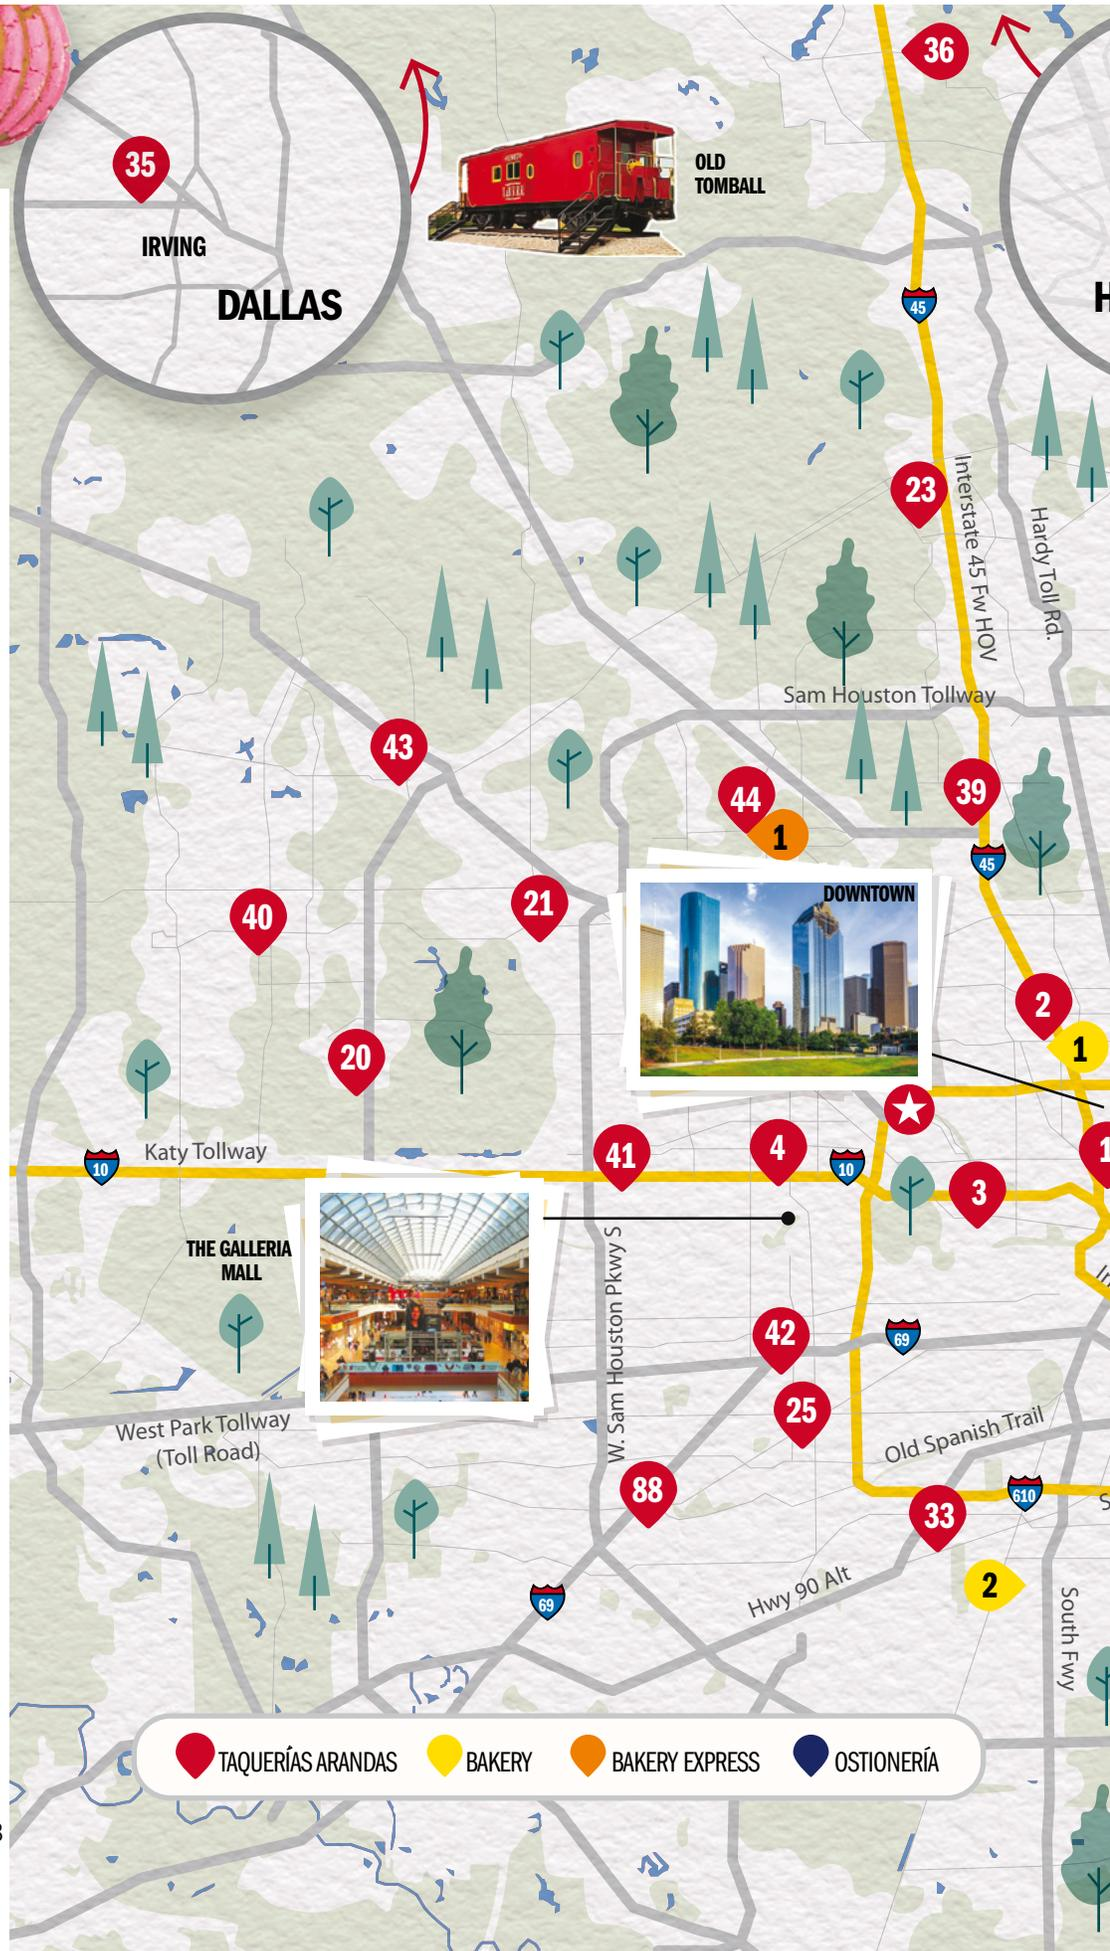 36
35
IRVING
DALLAS
OLD
TOMBALL
H
45
23
Interstate 45 Fw HOV
Hardy Toll Rd.
Sam Houston Tollway
43
44
1
39
45
DOWNTOWN
40
21
2
1
20
Katy Tollway
10
41
4
10
3
1
THE GALLERIA
MALL
W. Sam Houston Pkwy S
42
69
25
West Park Tollway
(Toll Road)
Old Spanish Trail
88
610
S
33
2
69
Hwy 90 Alt
South Fwy
TAQUERÍAS ARANDAS
BAKERY
BAKERY EXPRESS
OSTIONERÍA